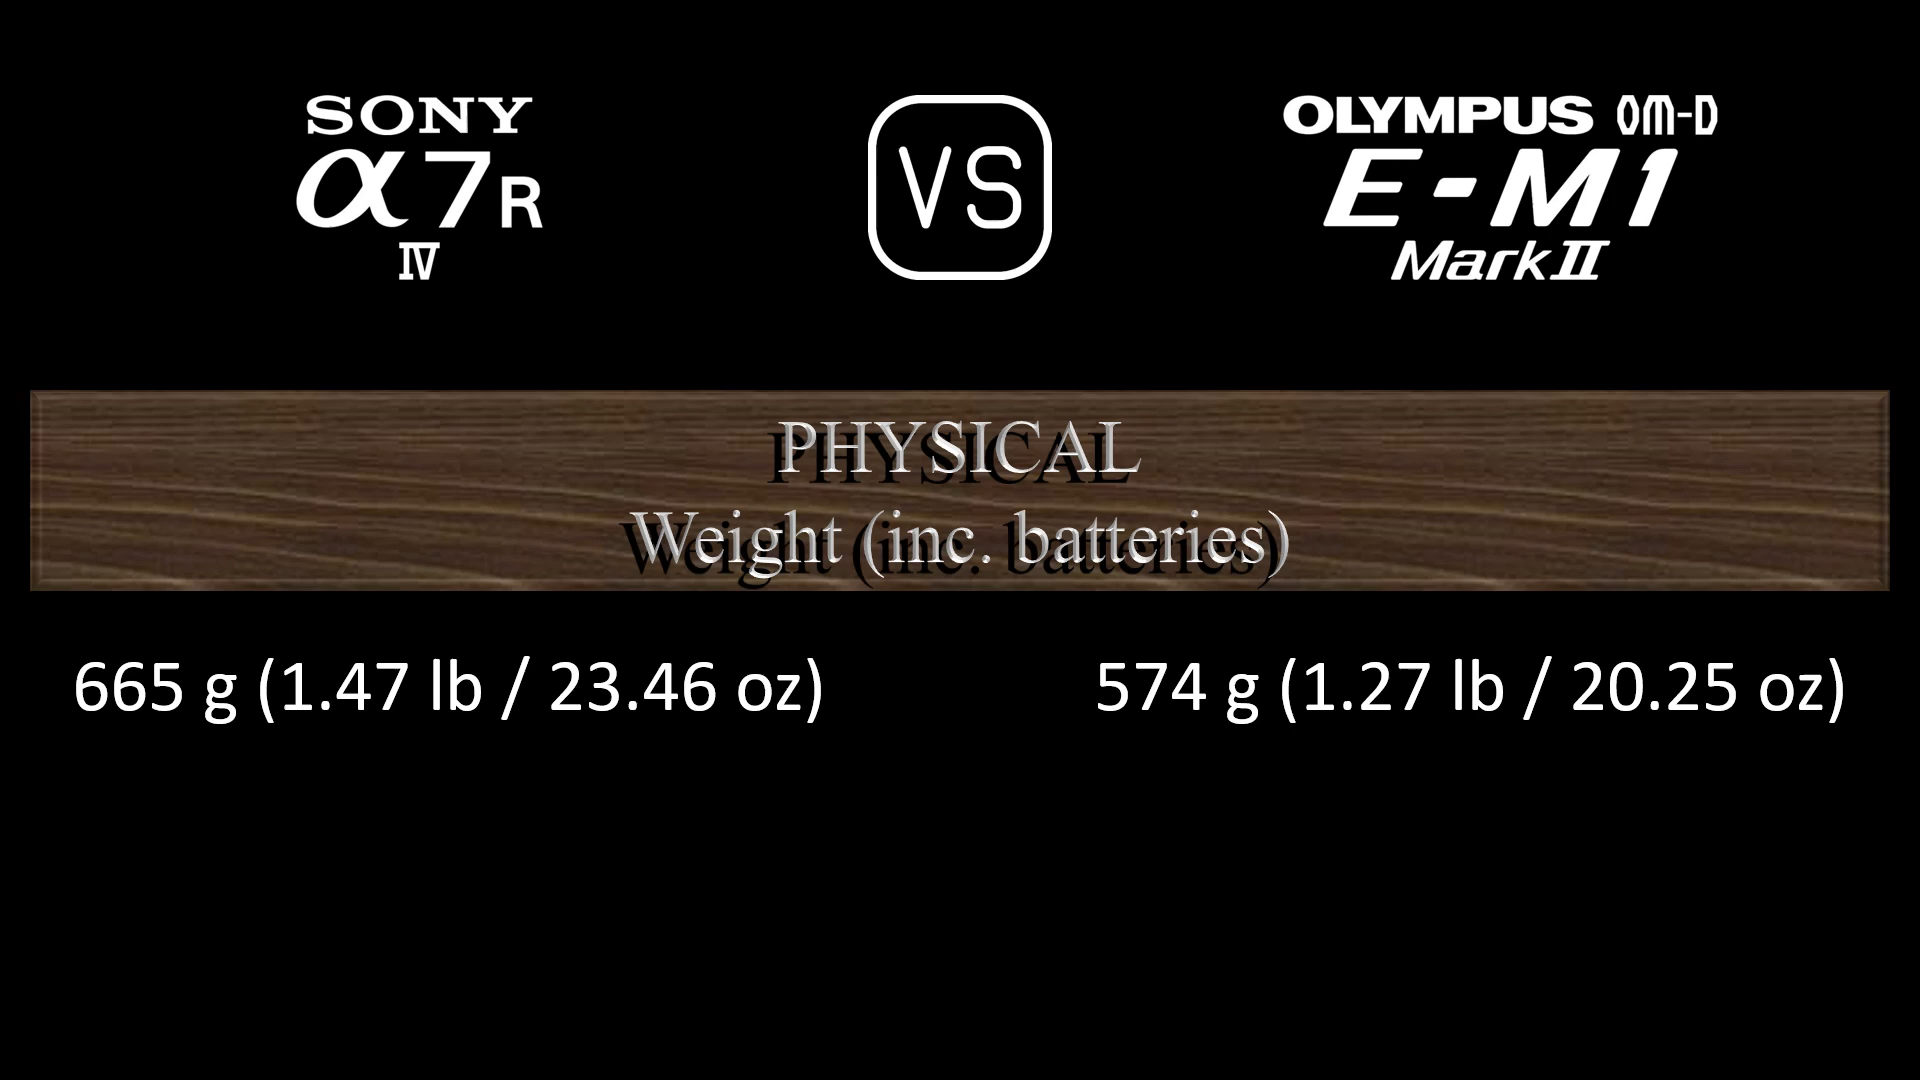 SONY
α7R
IV
VS
OLYMPUS OM-D
E-M1
Mark II
PHYSICAL
Weight (inc. batteries)
665 g (1.47 lb / 23.46 oz)
574 g (1.27 lb / 20.25 oz)